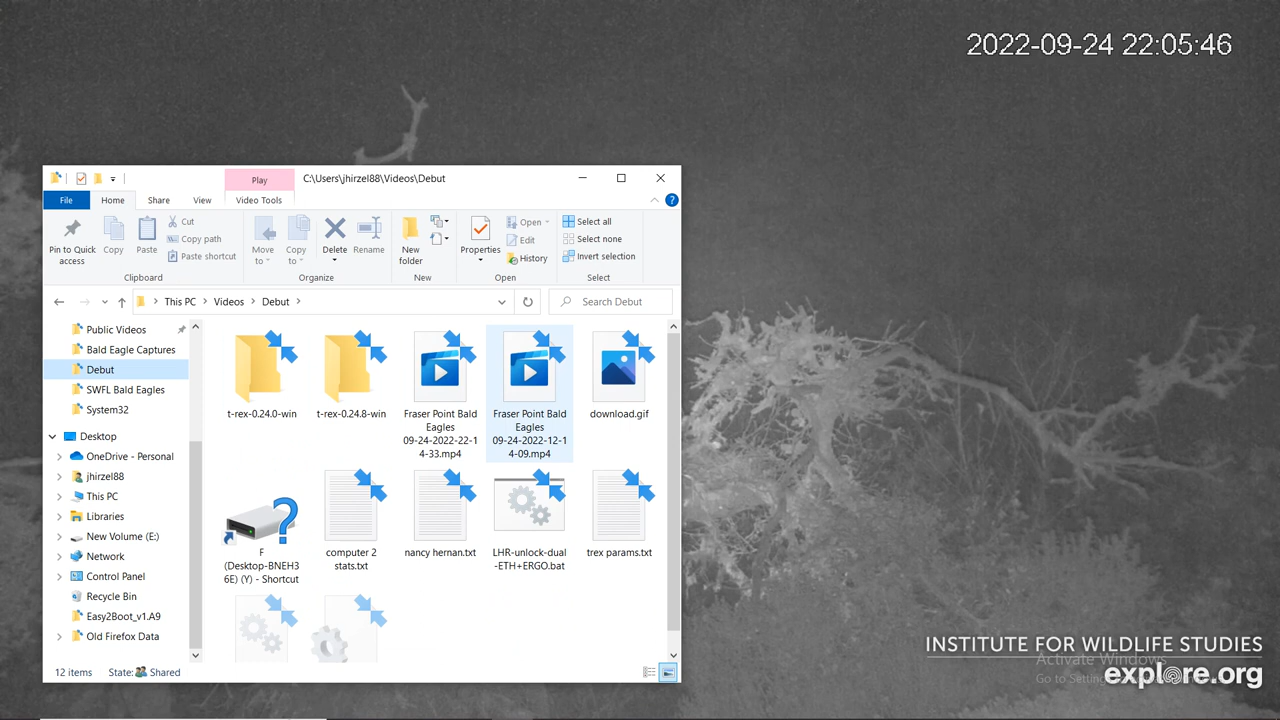 2022-09-24 22:05:46
Play
C:\Users\jhirzel88\Videos\Debut
File
Home
Share
View
Video Tools
Pin to Quick
access
Copy
Paste
Cut
Copy path
Paste shortcut
Clipboard
Move
to
Copy
to
Delete
Rename
Organize
New
folder
New
Properties
Open
Edit
History
Open
Select all
Select none
Invert selection
Select
This PC
Videos
Debut
Search Debut
Public Videos
Bald Eagle Captures
Debut
SWFL Bald Eagles
System32
Desktop
OneDrive - Personal
jhirzel88
This PC
Libraries
New Volume (E:)
Network
Control Panel
Recycle Bin
Easy2Boot_v1.A9
Old Firefox Data
t-rex-0.24.0-win
t-rex-0.24.8-win
Fraser Point Bald
Eagles
09-24-2022-22-1
4-33.mp4
Fraser Point Bald
Eagles
09-24-2022-12-1
4-09.mp4
download.gif
F
(Desktop-BNEH3
6E) (Y) - Shortcut
computer 2
stats.txt
nancy hernan.txt
LHR-unlock-dual
-ETH+ERGO.bat
trex params.txt
12 items
State:
Shared
INSTITUTE FOR WILDLIFE STUDIES
Activate Windows
Go to
explore.org